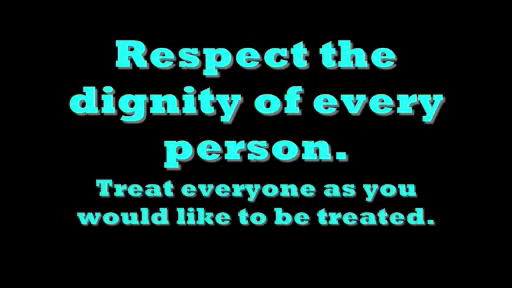 Respect the
dignity of every
person.
Treat everyone as you
would like to be treated.